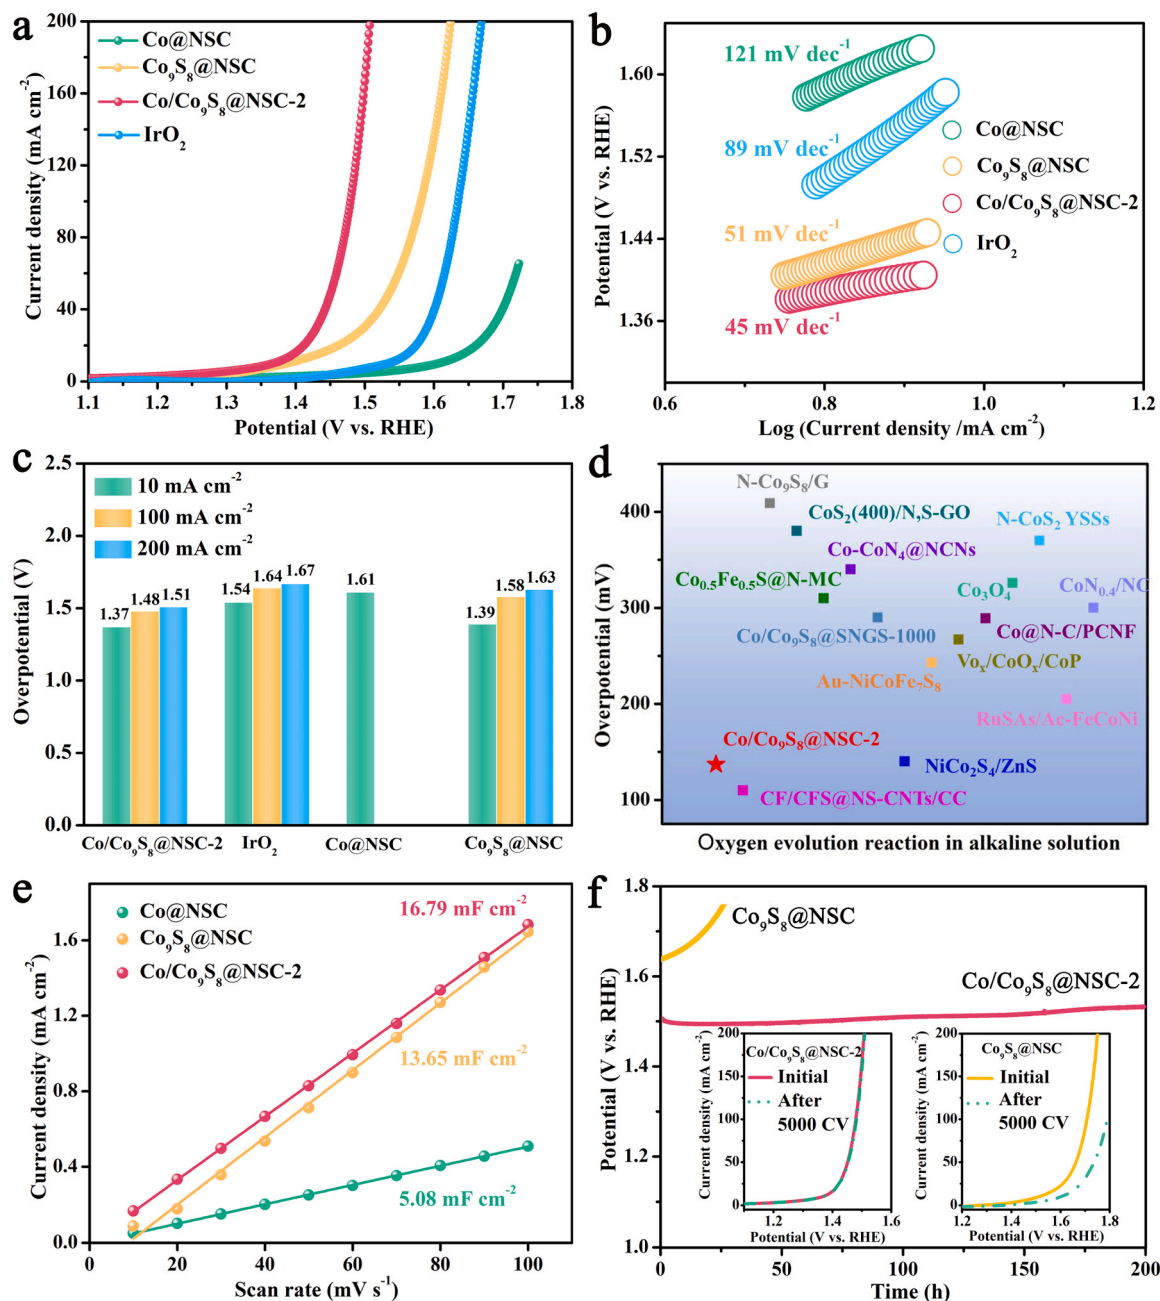 a
200
160
120
80
40
0
Current density (mA cm⁻²)
Co@NSC
Co₉S₈@NSC
Co/Co₉S₈@NSC-2
IrO₂
1.1 1.2 1.3 1.4 1.5 1.6 1.7 1.8
Potential (V vs. RHE)
b
1.60
1.52
1.44
1.36
Potential (V vs. RHE)
121 mV dec⁻¹
89 mV dec⁻¹
51 mV dec⁻¹
45 mV dec⁻¹
Co@NSC
Co₉S₈@NSC
Co/Co₉S₈@NSC-2
IrO₂
0.6 0.8 1.0 1.2
Log (Current density /mA cm⁻²)
c
2.5
2.0
1.5
1.0
0.5
0.0
Overpotential (V)
10 mA cm⁻²
100 mA cm⁻²
200 mA cm⁻²
1.37 1.48 1.51
1.54 1.64 1.67
1.61
1.39 1.58 1.63
Co/Co₉S₈@NSC-2 IrO₂ Co@NSC Co₉S₈@NSC
d
400
300
200
100
Overpotential (mV)
N-Co₉S₈/G
CoS₂(400)/N,S-GO
N-CoS₂ YSSs
Co-CoN₄@NCNs
Co₀.₅Fe₀.₅S@N-MC
Co₃O₄
CoN₀.₄/NC
Co/Co₉S₈@SNGS-1000
Co@N-C/PCNF
Voₓ/CoOₓ/CoP
Au-NiCoFe₇S₈
RuSAs/Ac-FeCoNi
Co/Co₉S₈@NSC-2
NiCo₂S₄/ZnS
CF/CFS@NS-CNTs/CC
Oxygen evolution reaction in alkaline solution
e
1.6
1.2
0.8
0.4
0.0
Current density (mA cm⁻²)
Co@NSC
Co₉S₈@NSC
Co/Co₉S₈@NSC-2
16.79 mF cm⁻²
13.65 mF cm⁻²
5.08 mF cm⁻²
0 20 40 60 80 100
Scan rate (mV s⁻¹)
f
1.8
1.6
1.5
1.2
1.0
Potential (V vs. RHE)
Co₉S₈@NSC
Co/Co₉S₈@NSC-2
200
150
100
50
0
Current density (mA cm⁻²)
Co/Co₉S₈@NSC-2
Initial
After
5000 CV
1.2 1.4 1.6
Potential (V vs. RHE)
200
150
100
50
0
Current density (mA cm⁻²)
Co₉S₈@NSC
Initial
After
5000 CV
1.2 1.4 1.6 1.8
Potential (V vs. RHE)
0 50 100 150 200
Time (h)